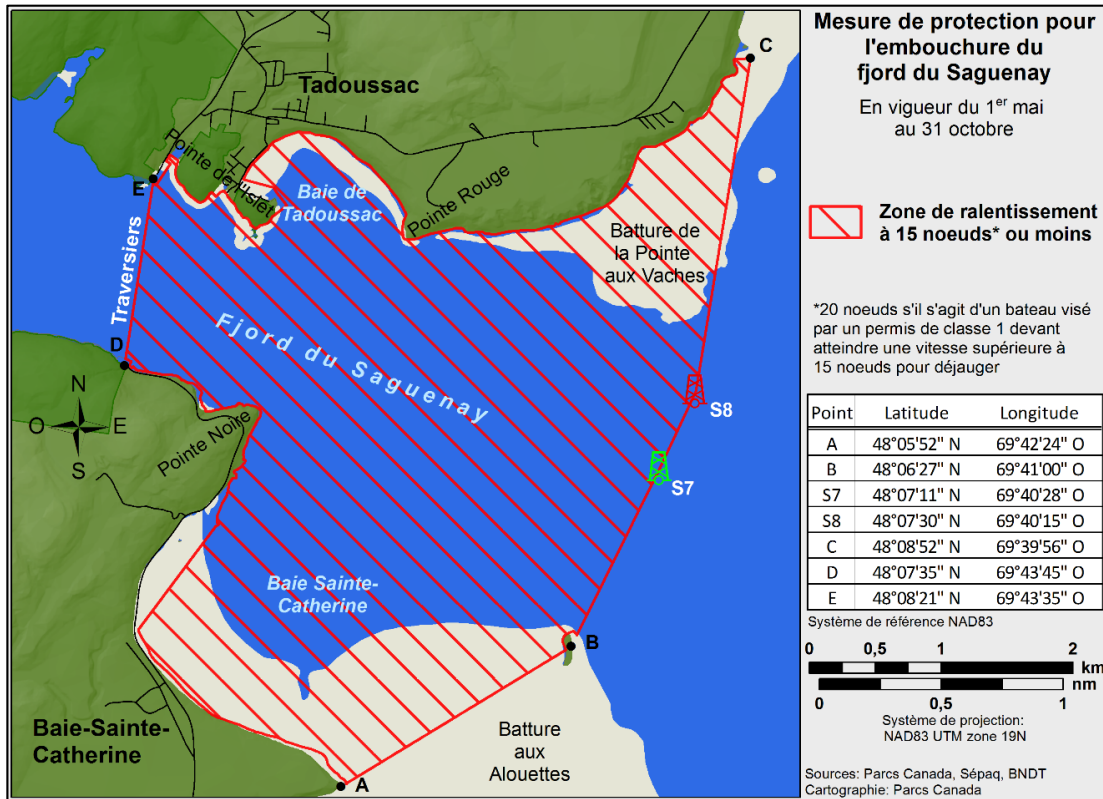 Mesure de protection pour
l'embouchure du
fjord du Saguenay
En vigueur du 1er mai
au 31 octobre
Zone de ralentissement
à 15 noeuds* ou moins
*20 noeuds s'il s'agit d'un bateau visé
par un permis de classe 1 devant
atteindre une vitesse supérieure à
15 noeuds pour déjauger
Point Latitude Longitude
A 48°05'52" N 69°42'24" O
B 48°06'27" N 69°41'00" O
S7 48°07'11" N 69°40'28" O
S8 48°07'30" N 69°40'15" O
C 48°08'52" N 69°39'56" O
D 48°07'35" N 69°43'45" O
E 48°08'21" N 69°43'35" O
Système de référence NAD83
0 0,5 1 2
km
nm
0 0,5 1
Système de projection:
NAD83 UTM zone 19N
Sources: Parcs Canada, Sépaq, BNDT
Cartographie: Parcs Canada
C
Tadoussac
Pointe de l'Islet
E
Baie de
Tadoussac
Pointe Rouge
Batture de
la Pointe
aux Vaches
Traversiers
Fjord du Saguenay
D
N
O E
S
Pointe Noire
S8
S7
Baie Sainte-
Catherine
B
Baie-Sainte-
Catherine
Batture
aux
Alouettes
A